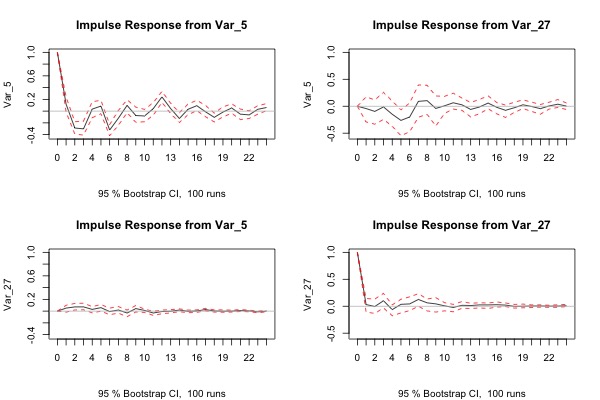 Impulse Response from Var_5
Var_5
1.0
0.6
0.2
-0.4
0 2 4 6 8 10 13 16 19 22
95 % Bootstrap CI, 100 runs
Impulse Response from Var_27
Var_5
1.0
0.5
0.0
-0.5
0 2 4 6 8 10 13 16 19 22
95 % Bootstrap CI, 100 runs
Impulse Response from Var_5
Var_27
1.0
0.6
0.2
-0.4
0 2 4 6 8 10 13 16 19 22
95 % Bootstrap CI, 100 runs
Impulse Response from Var_27
Var_27
1.0
0.5
0.0
-0.5
0 2 4 6 8 10 13 16 19 22
95 % Bootstrap CI, 100 runs